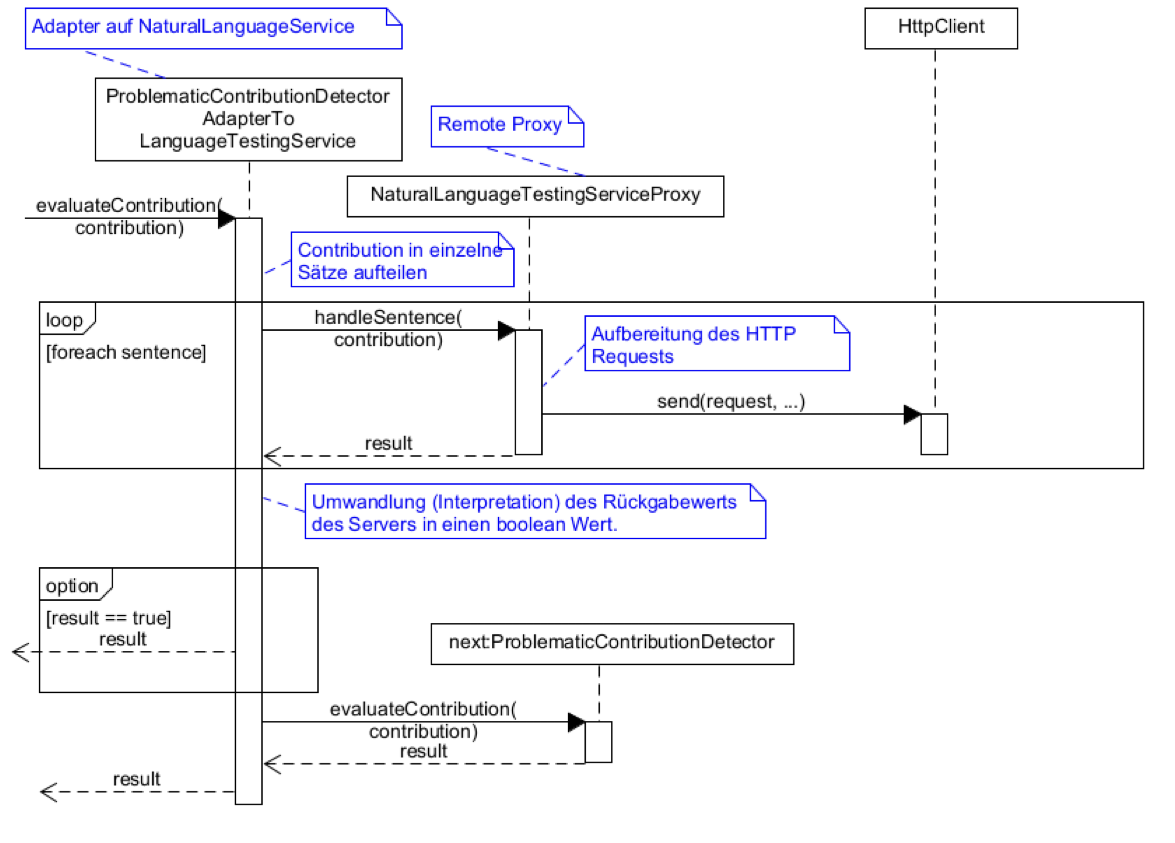 Adapter auf NaturalLanguageService
HttpClient
ProblematicContributionDetector
AdapterTo
LanguageTestingService
Remote Proxy
NaturalLanguageTestingServiceProxy
evaluateContribution(
contribution)
Contribution in einzelne
Sätze aufteilen
loop
[foreach sentence]
handleSentence(
contribution)
Aufbereitung des HTTP
Requests
send(request, ...)
result
Umwandlung (Interpretation) des Rückgabewerts
des Servers in einen boolean Wert.
option
[result == true]
result
next:ProblematicContributionDetector
evaluateContribution(
contribution)
result
result